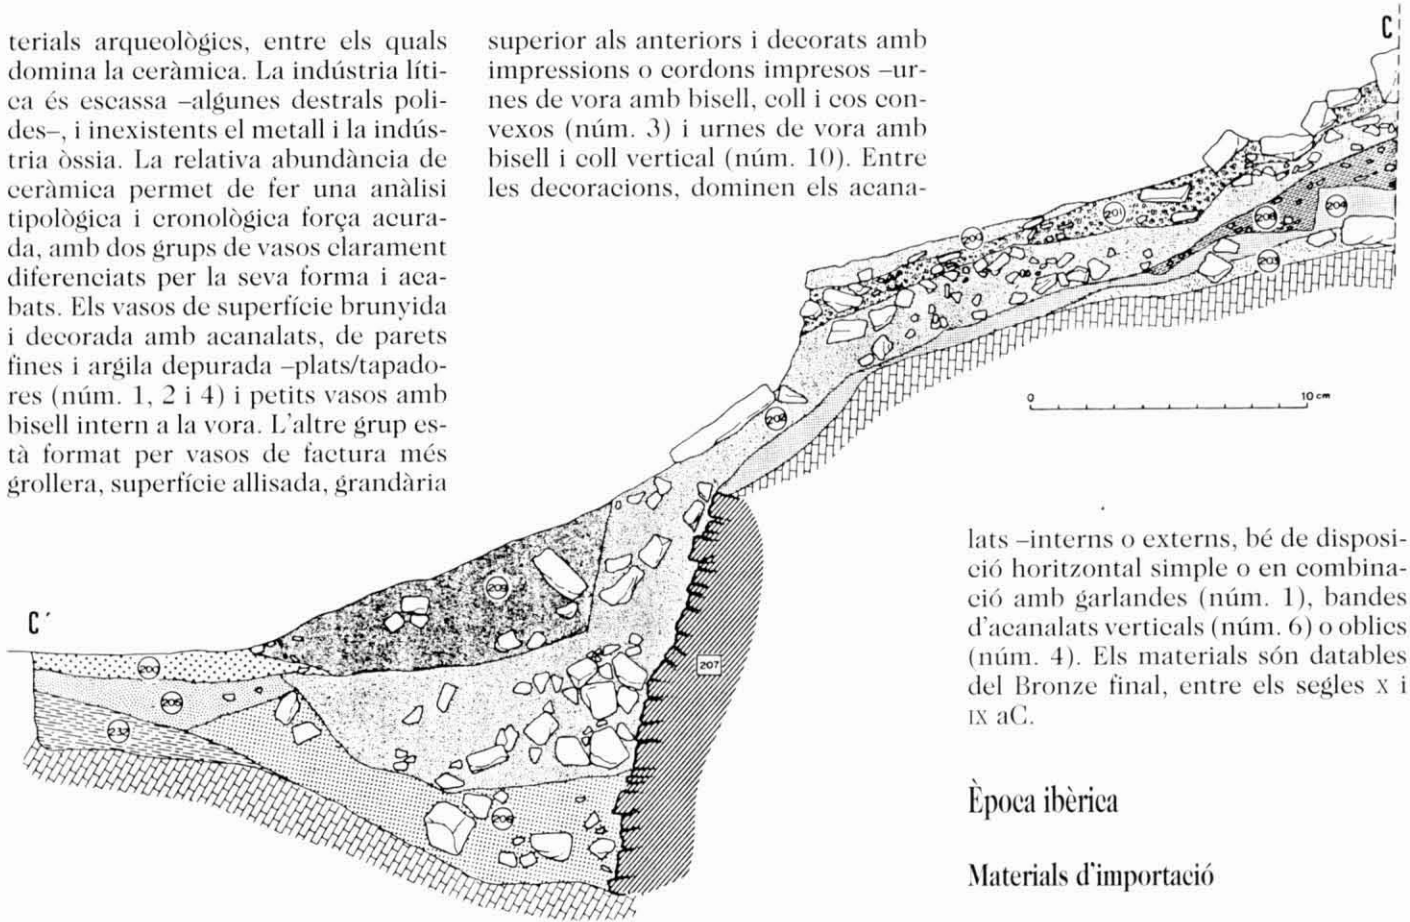 terials arqueològics, entre els quals
domina la ceràmica. La indústria líti-
ca és escassa –algunes destrals poli-
des–, i inexistents el metall i la indús-
tria òssia. La relativa abundància de
ceràmica permet de fer una anàlisi
tipològica i cronològica força acura-
da, amb dos grups de vasos clarament
diferenciats per la seva forma i aca-
bats. Els vasos de superfície brunyida
i decorada amb acanalats, de parets
fines i argila depurada –plats/tapado-
res (núm. 1, 2 i 4) i petits vasos amb
bisell intern a la vora. L'altre grup es-
tà format per vasos de factura més
grollera, superfície allisada, grandària
superior als anteriors i decorats amb
impressions o cordons impresos –ur-
nes de vora amb bisell, coll i cos con-
vexos (núm. 3) i urnes de vora amb
bisell i coll vertical (núm. 10). Entre
les decoracions, dominen els acana-
C
201
200
204
203
0 10 cm
202
C'
205
207
232
lats –interns o externs, bé de disposi-
ció horitzontal simple o en combina-
ció amb garlandes (núm. 1), bandes
d'acanalats verticals (núm. 6) o oblics
(núm. 4). Els materials són datables
del Bronze final, entre els segles X i
IX aC.
Època ibèrica
Materials d'importació